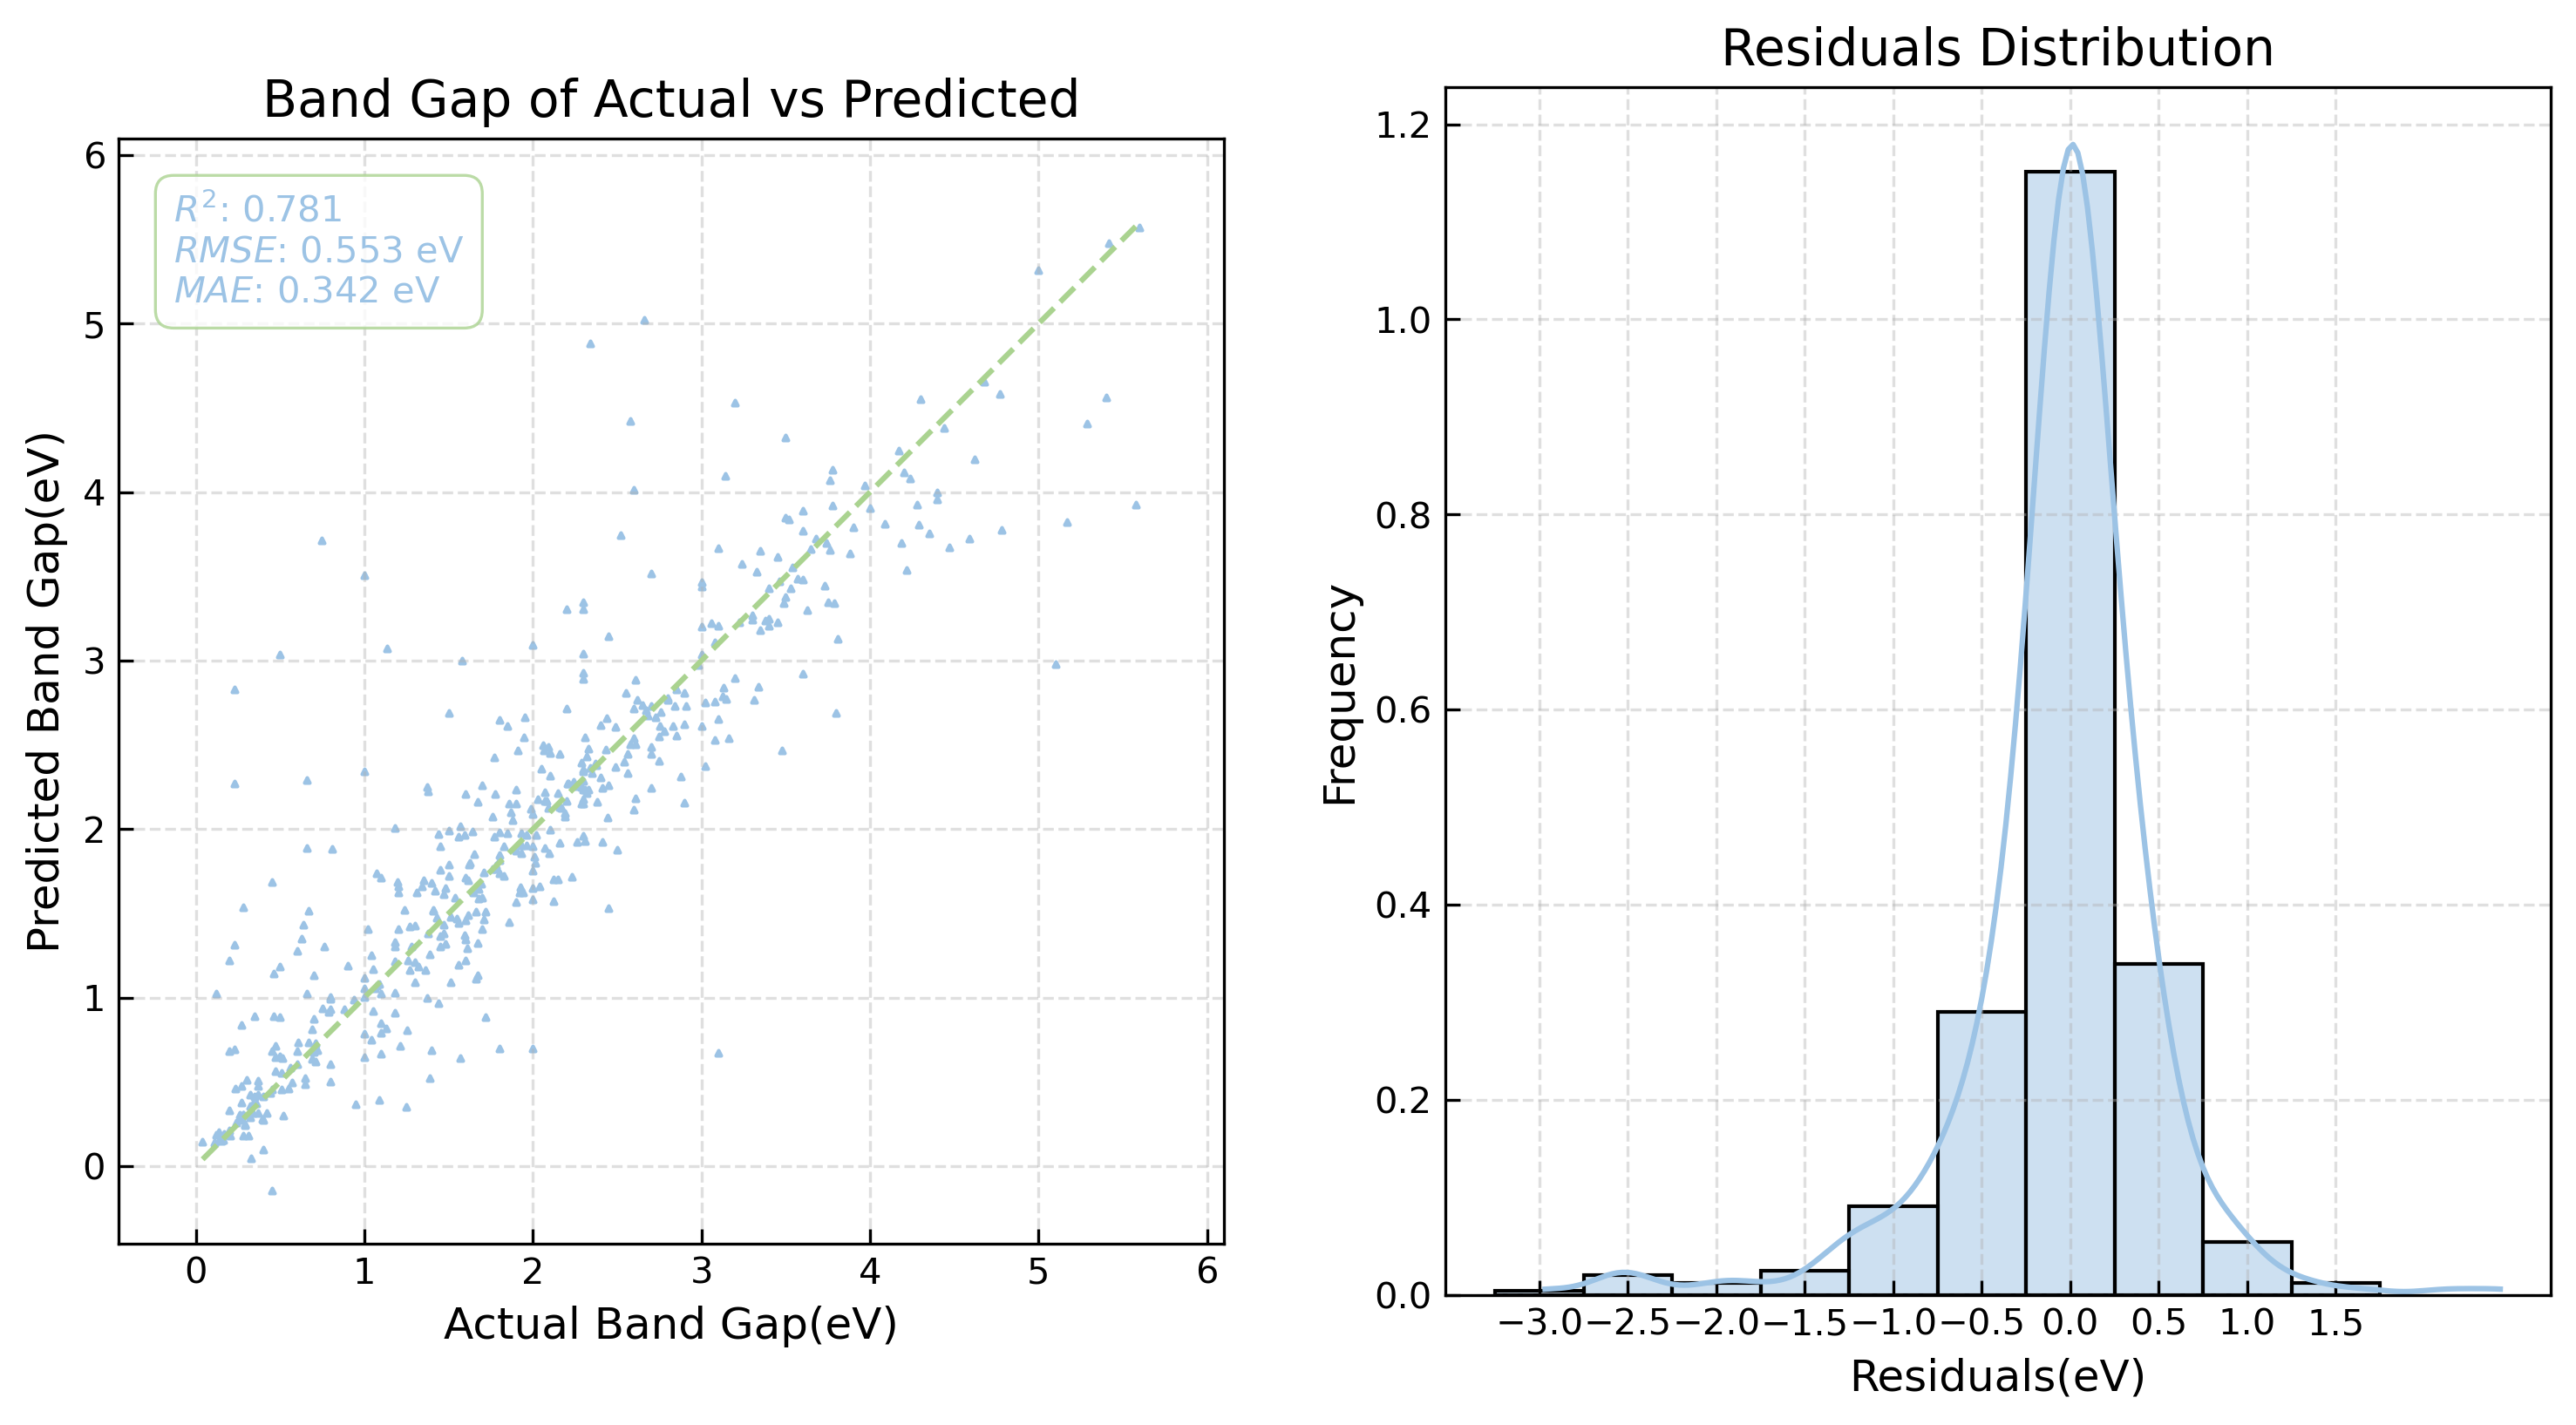 Band Gap of Actual vs Predicted
R²: 0.781
RMSE: 0.553 eV
MAE: 0.342 eV
6
5
4
3
2
1
0
Predicted Band Gap(eV)
0 1 2 3 4 5 6
Actual Band Gap(eV)
Residuals Distribution
1.2
1.0
0.8
0.6
0.4
0.2
0.0
Frequency
−3.0 −2.5 −2.0 −1.5 −1.0 −0.5 0.0 0.5 1.0 1.5
Residuals(eV)